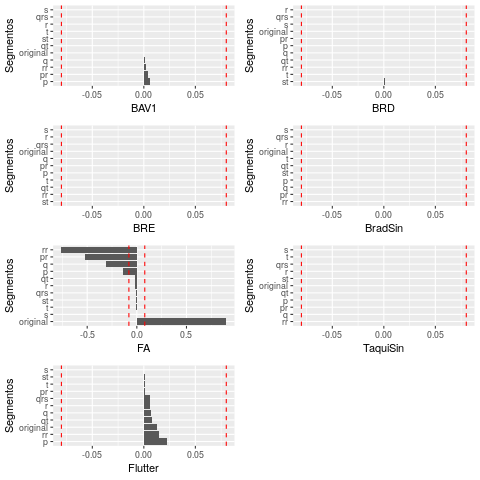 Segmentos
s
qrs
r
t
st
qt
original
q
rr
pr
p
-0.05 0.00 0.05
BAV1
Segmentos
r
qrs
s
original
pr
st
-0.05 0.00 0.05
BRD
Segmentos
s
r
qrs
original
q
pr
st
p
t
qt
rr
-0.05 0.00 0.05
BRE
Segmentos
s
r
qrs
original
t
q
qt
st
p
pr
rr
-0.05 0.00 0.05
BradSin
Segmentos
rr
pr
q
p
qt
r
qrs
st
t
s
original
-0.5 0.0 0.5
FA
Segmentos
s
t
qrs
st
original
qt
p
pr
q
rr
-0.05 0.00 0.05
TaquiSin
Segmentos
s
st
t
pr
qrs
r
q
qt
original
rr
p
-0.05 0.00 0.05
Flutter